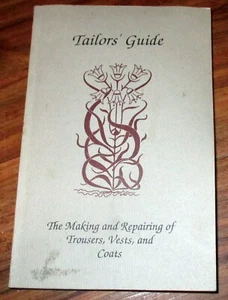 Tailors' Guide
The Making and Repairing of
Trousers, Vests, and
Coats